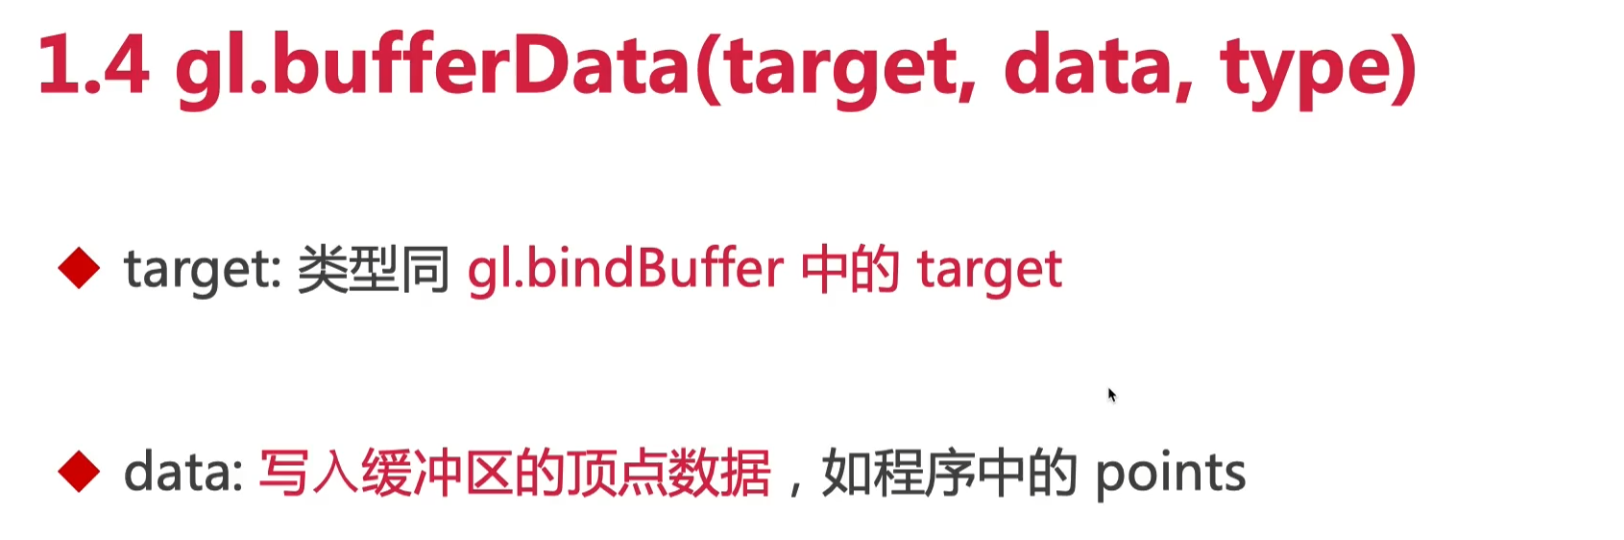 1.4 gl.bufferData(target, data, type)
target: 类型同 gl.bindBuffer 中的 target
data: 写入缓冲区的顶点数据，如程序中的 points